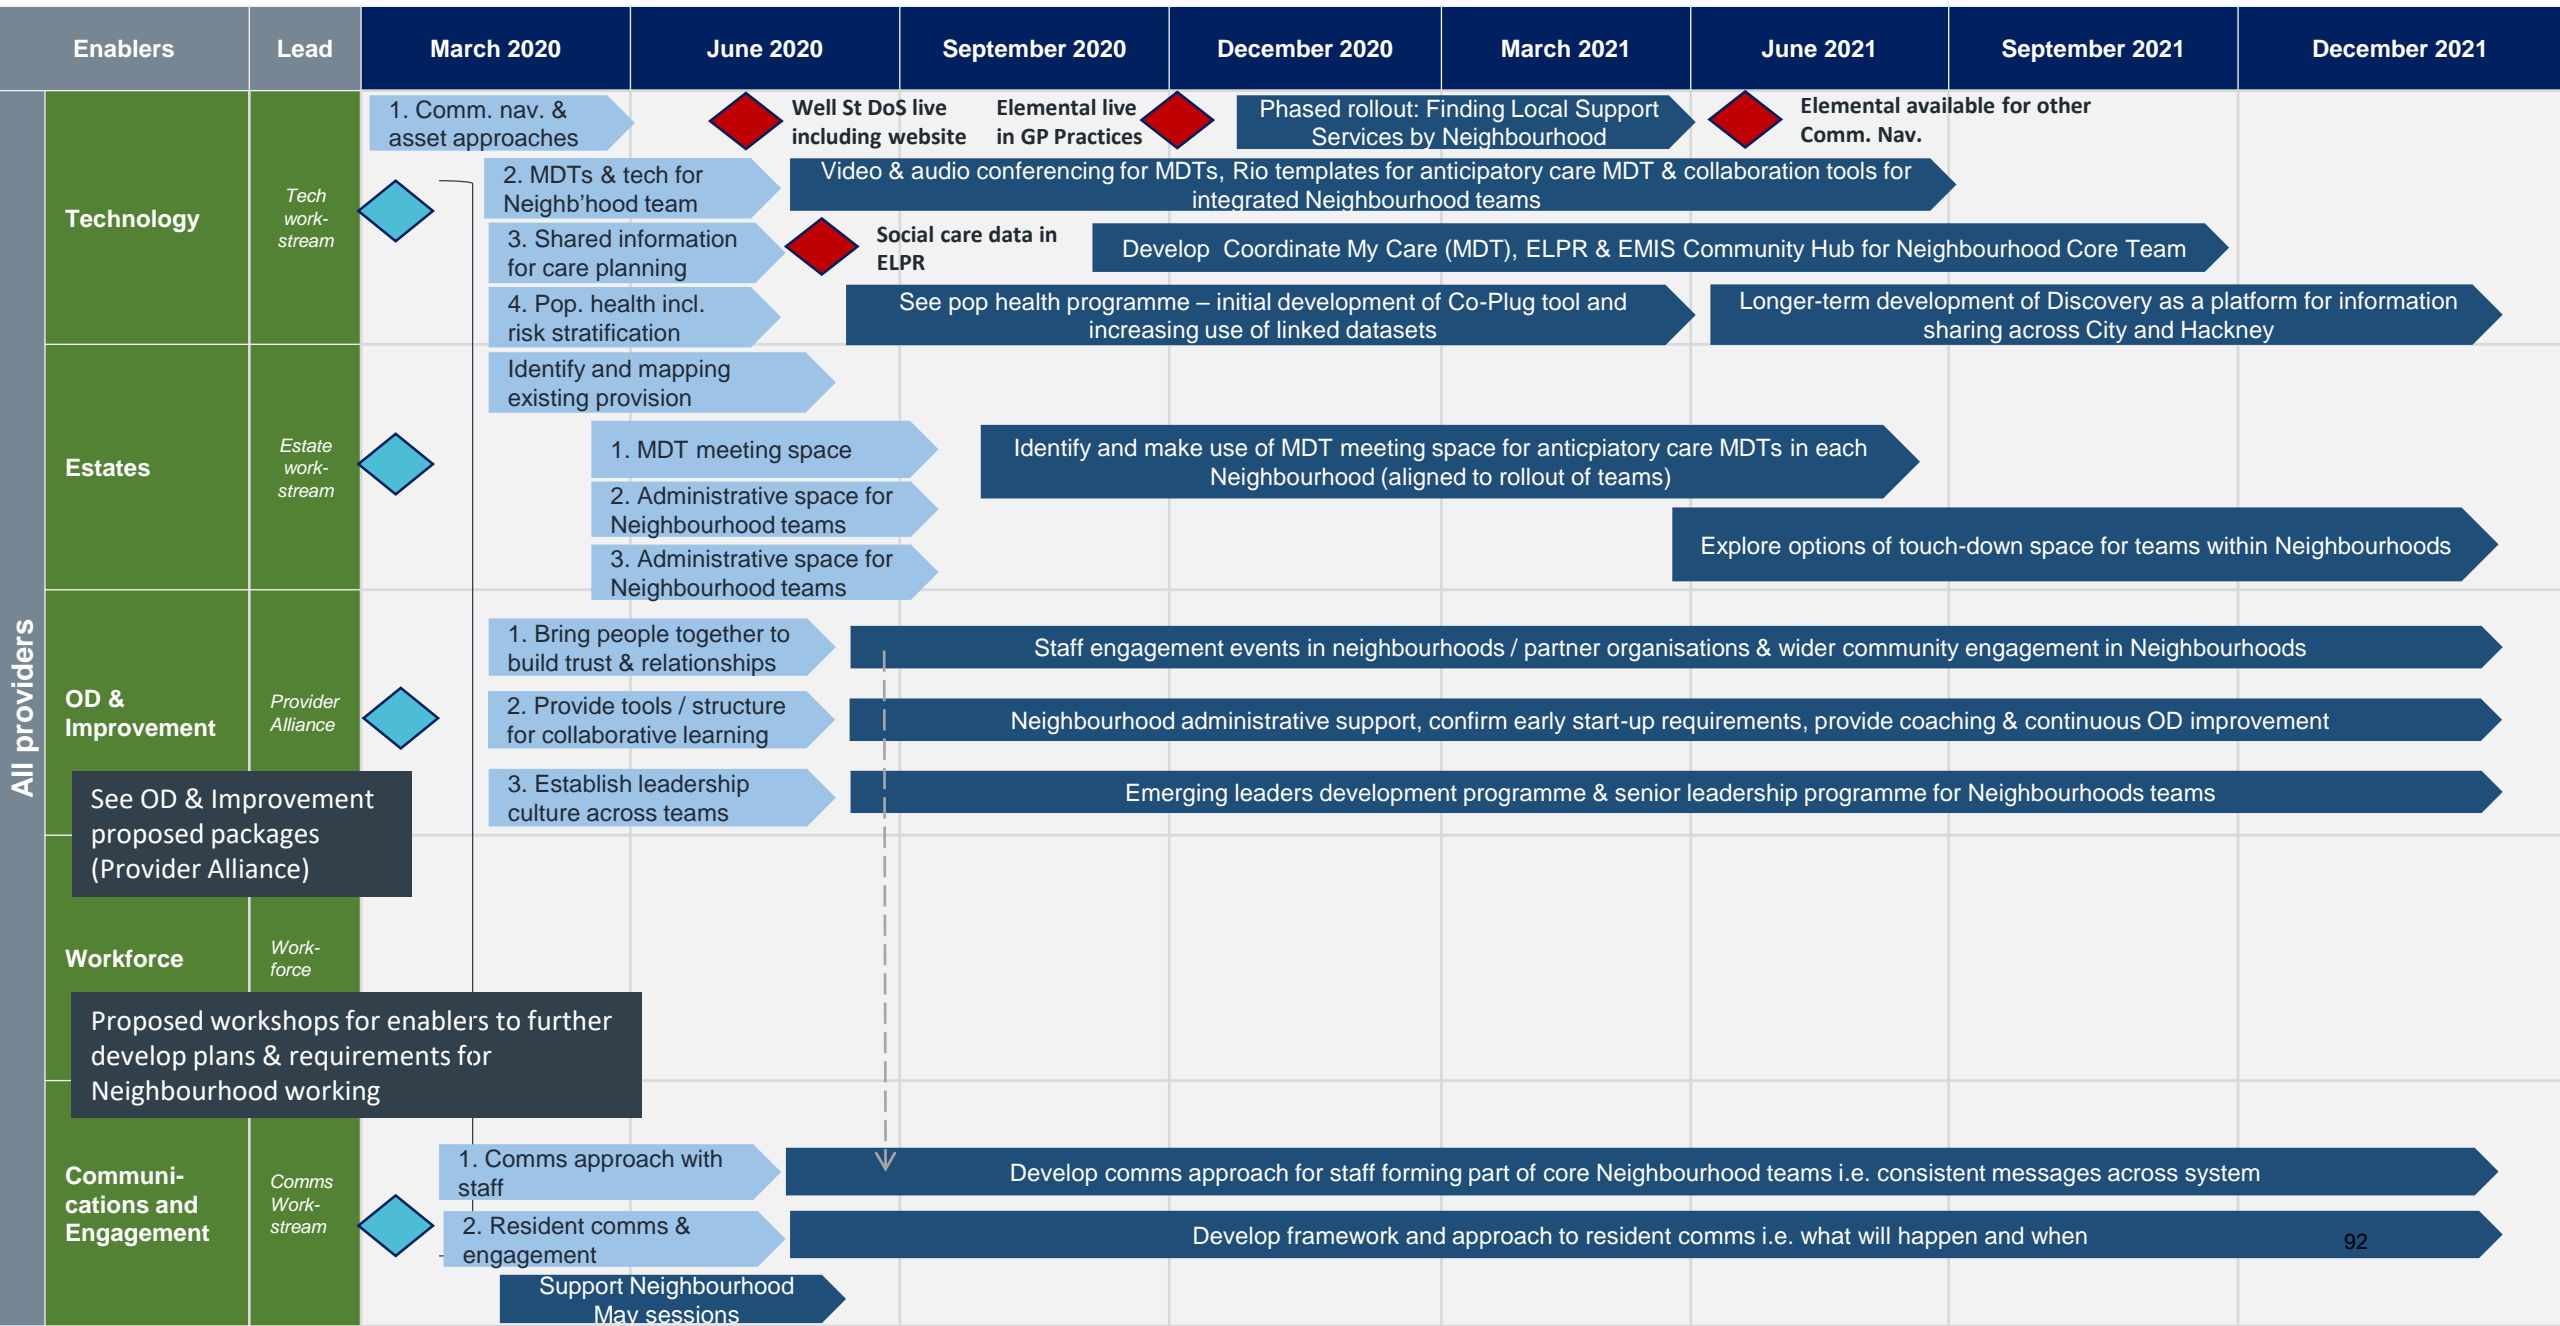 Enablers
Lead
March 2020
June 2020
September 2020
December 2020
March 2021
June 2021
September 2021
December 2021
All providers
Technology
Tech
work-
stream
1. Comm. nav. &
asset approaches
Well St DoS live
including website
Elemental live
in GP Practices
Phased rollout: Finding Local Support
Services by Neighbourhood
Elemental available for other
Comm. Nav.
2. MDTs & tech for
Neighb'hood team
Video & audio conferencing for MDTs, Rio templates for anticipatory care MDT & collaboration tools for
integrated Neighbourhood teams
3. Shared information
for care planning
Social care data in
ELPR
Develop Coordinate My Care (MDT), ELPR & EMIS Community Hub for Neighbourhood Core Team
4. Pop. health incl.
risk stratification
See pop health programme – initial development of Co-Plug tool and
increasing use of linked datasets
Longer-term development of Discovery as a platform for information
sharing across City and Hackney
Estates
Estate
work-
stream
Identify and mapping
existing provision
1. MDT meeting space
Identify and make use of MDT meeting space for anticpiatory care MDTs in each
Neighbourhood (aligned to rollout of teams)
2. Administrative space for
Neighbourhood teams
3. Administrative space for
Neighbourhood teams
Explore options of touch-down space for teams within Neighbourhoods
OD &
Improvement
Provider
Alliance
1. Bring people together to
build trust & relationships
Staff engagement events in neighbourhoods / partner organisations & wider community engagement in Neighbourhoods
2. Provide tools / structure
for collaborative learning
Neighbourhood administrative support, confirm early start-up requirements, provide coaching & continuous OD improvement
3. Establish leadership
culture across teams
Emerging leaders development programme & senior leadership programme for Neighbourhoods teams
See OD & Improvement
proposed packages
(Provider Alliance)
Workforce
Work-
force
Proposed workshops for enablers to further
develop plans & requirements for
Neighbourhood working
Communi-
cations and
Engagement
Comms
Work-
stream
1. Comms approach with
staff
Develop comms approach for staff forming part of core Neighbourhood teams i.e. consistent messages across system
2. Resident comms &
engagement
Develop framework and approach to resident comms i.e. what will happen and when
92
Support Neighbourhood
May sessions